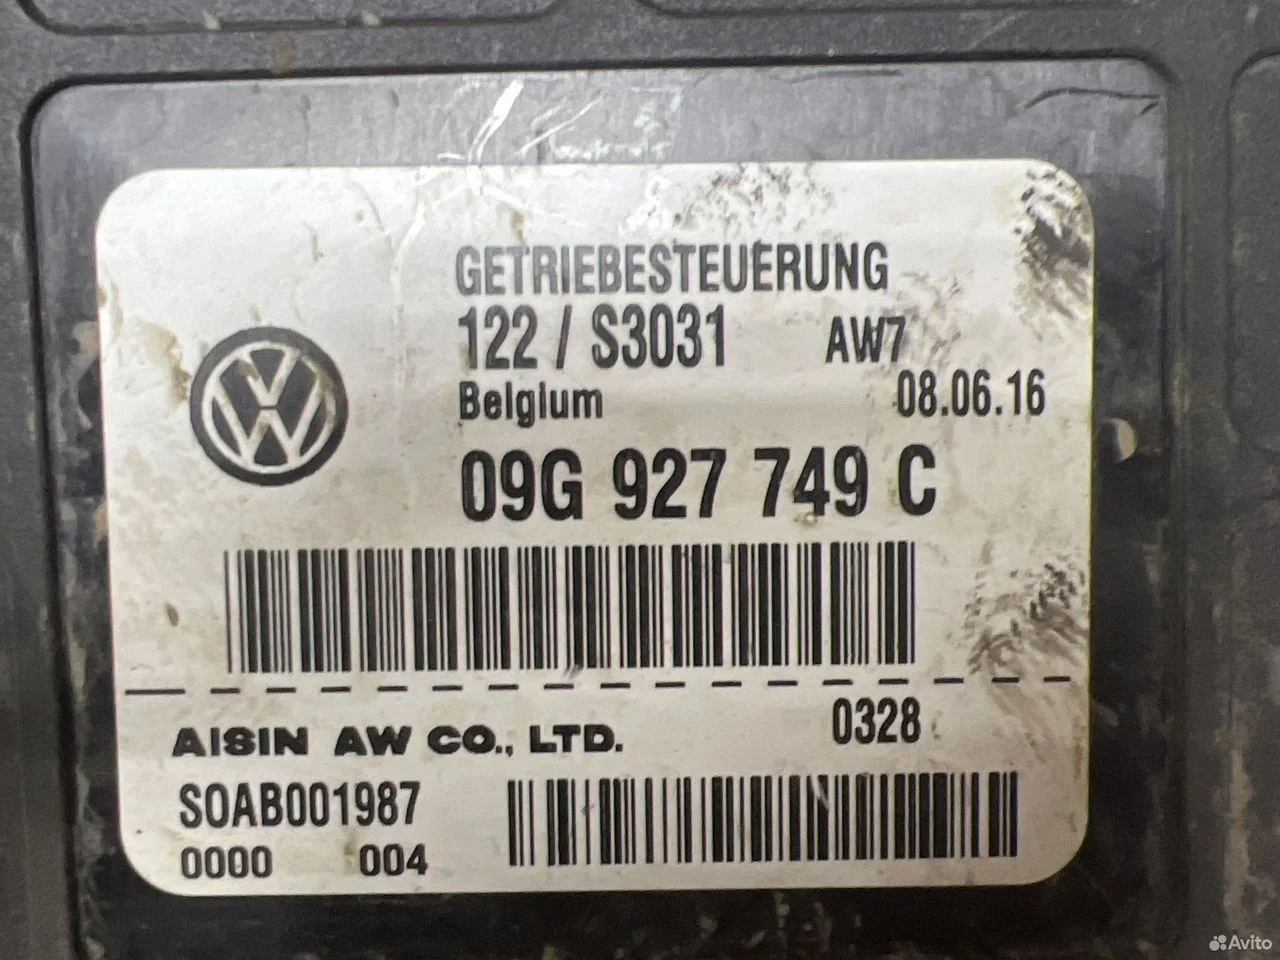 GETRIEBESTEUERUNG
122 / S3031 AW7
Belgium 08.06.16
09G 927 749 C
AISIN AW CO., LTD. 0328
S0AB001987
0000 004
Avito